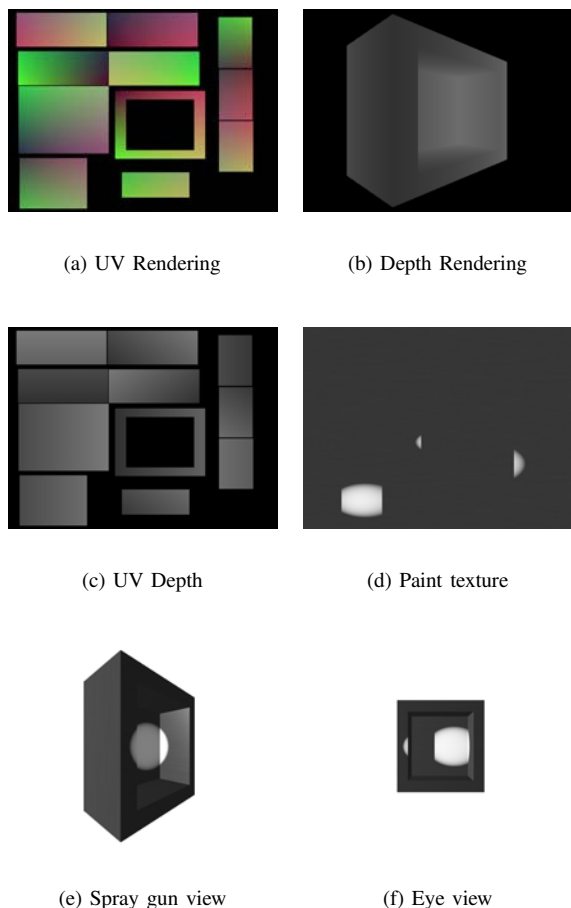 (a) UV Rendering
(b) Depth Rendering
(c) UV Depth
(d) Paint texture
(e) Spray gun view
(f) Eye view